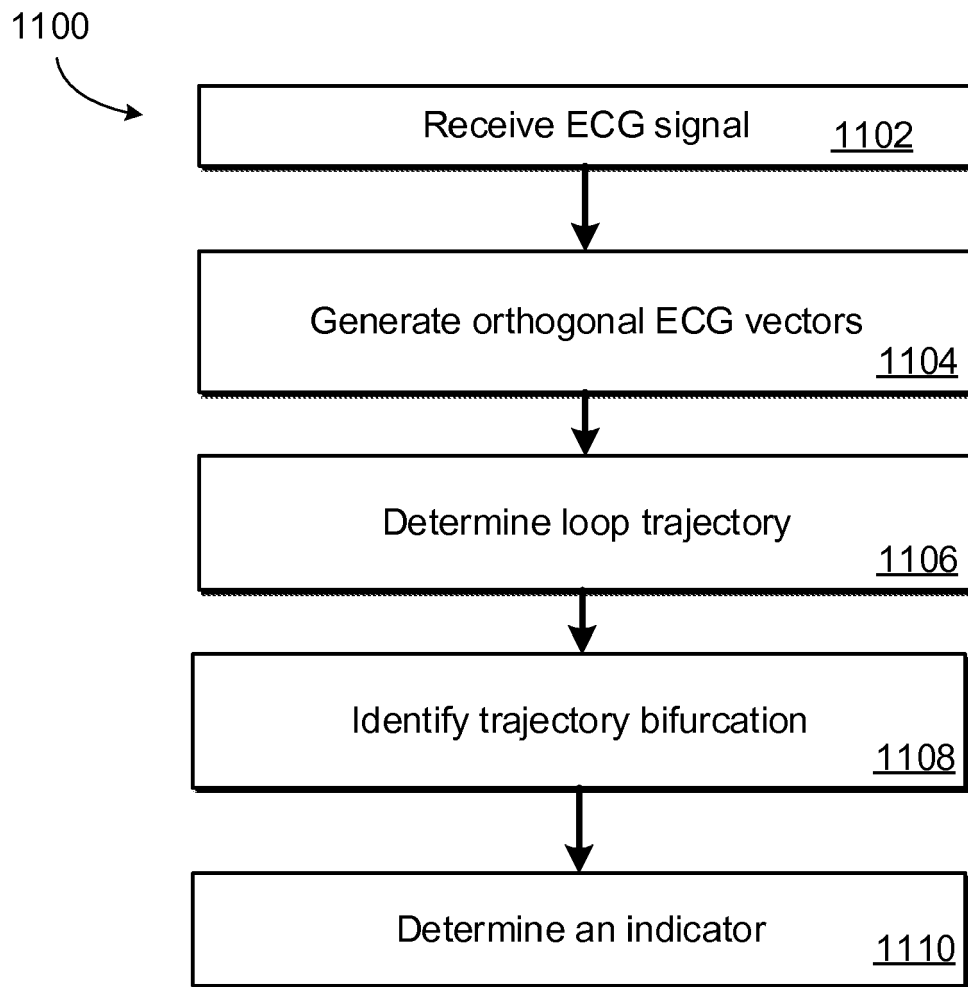 1100
Receive ECG signal
1102
Generate orthogonal ECG vectors
1104
Determine loop trajectory
1106
Identify trajectory bifurcation
1108
Determine an indicator
1110